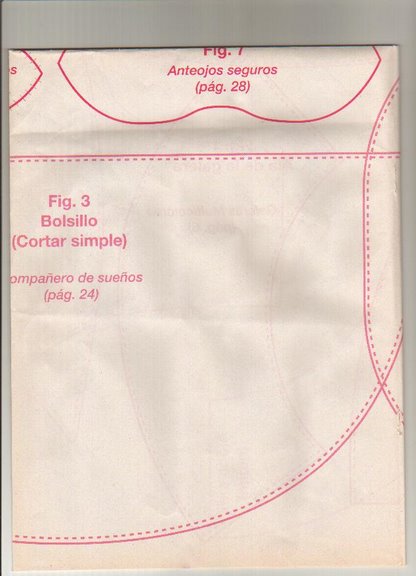 Fig. 7
Anteojos seguros
(pág. 28)
s
Fig. 3
Bolsillo
(Cortar simple)
ompañero de sueños
(pág. 24)